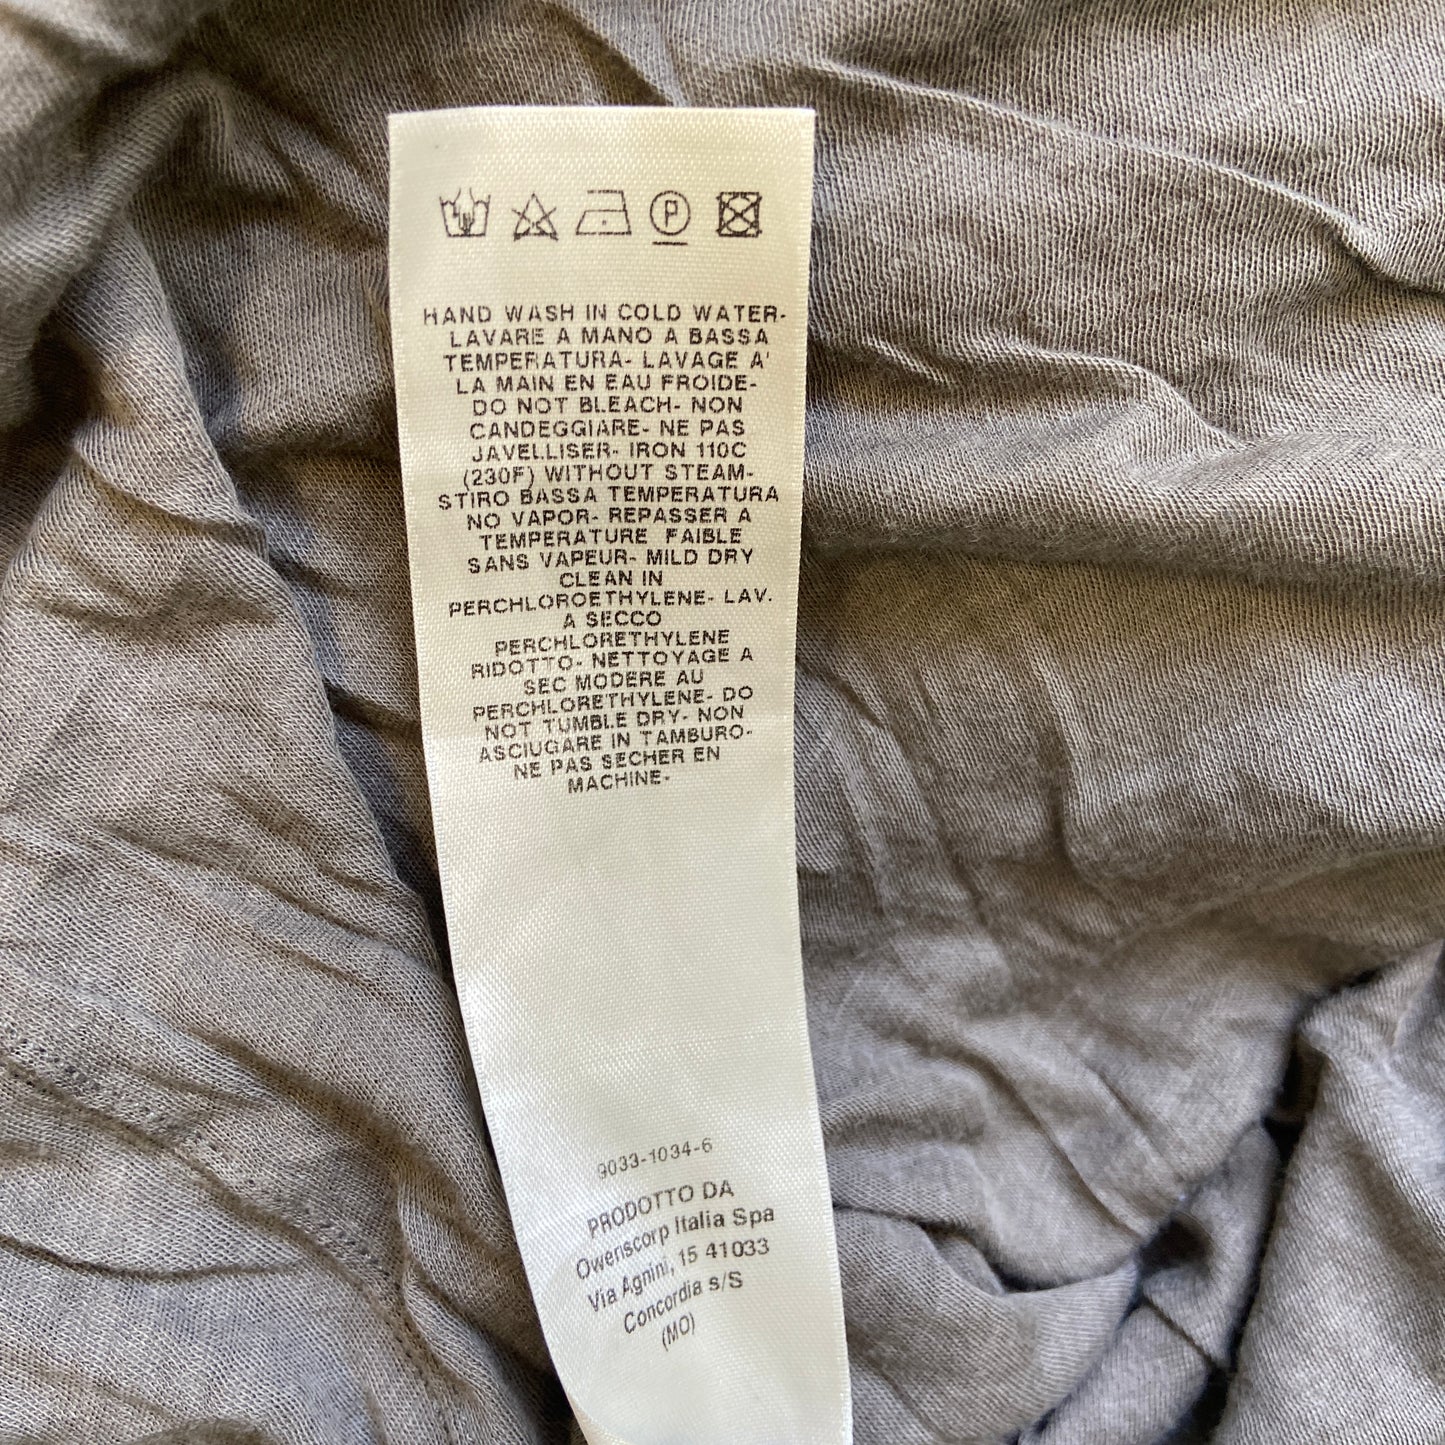 P
HAND WASH IN COLD WATER-
LAVARE A MANO A BASSA
TEMPERATURA- LAVAGE A'
LA MAIN EN EAU FROIDE-
DO NOT BLEACH- NON
CANDEGGIARE- NE PAS
JAVELLISER- IRON 110C
(230F) WITHOUT STEAM-
STIRO BASSA TEMPERATURA
NO VAPOR- REPASSER A
TEMPERATURE FAIBLE
SANS VAPEUR- MILD DRY
CLEAN IN
PERCHLOROETHYLENE- LAV.
A SECCO
PERCHLORETHYLENE
RIDOTTO- NETTOYAGE A
SEC MODERE AU
PERCHLORETHYLENE- DO
NOT TUMBLE DRY- NON
ASCIUGARE IN TAMBURO-
NE PAS SECHER EN
MACHINE-
9033-1034-6
PRODOTTO DA
Owenscorp Italia Spa
Via Agnini, 15 41033
Concordia s/S
(MO)